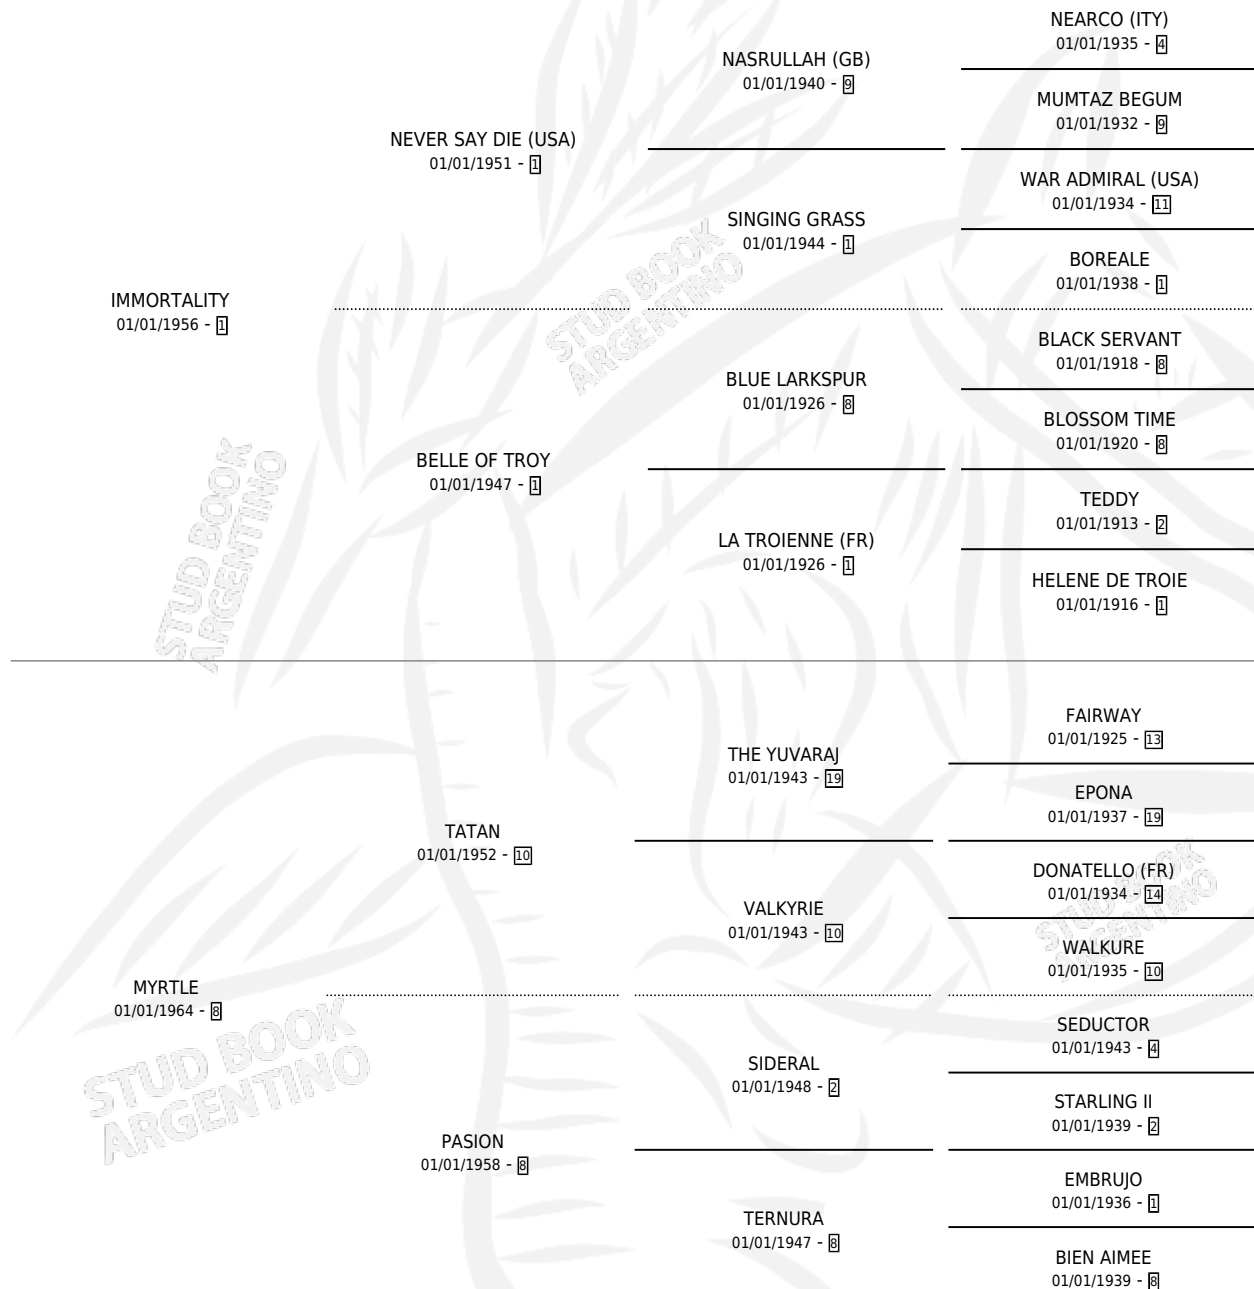 NEARCO (ITY)
01/01/1935 - 4
NASRULLAH (GB)
01/01/1940 - 9
MUMTAZ BEGUM
01/01/1932 - 9
NEVER SAY DIE (USA)
01/01/1951 - 1
WAR ADMIRAL (USA)
01/01/1934 - 11
SINGING GRASS
01/01/1944 - 1
BOREALE
01/01/1938 - 1
IMMORTALITY
01/01/1956 - 1
BLACK SERVANT
01/01/1918 - 8
BLUE LARKSPUR
01/01/1926 - 8
BLOSSOM TIME
01/01/1920 - 8
BELLE OF TROY
01/01/1947 - 1
TEDDY
01/01/1913 - 2
LA TROIENNE (FR)
01/01/1926 - 1
HELENE DE TROIE
01/01/1916 - 1
FAIRWAY
01/01/1925 - 13
THE YUVARAJ
01/01/1943 - 19
EPONA
01/01/1937 - 19
TATAN
01/01/1952 - 10
DONATELLO (FR)
01/01/1934 - 14
VALKYRIE
01/01/1943 - 10
WALKURE
01/01/1935 - 10
MYRTLE
01/01/1964 - 8
SEDUCTOR
01/01/1943 - 4
SIDERAL
01/01/1948 - 2
STARLING II
01/01/1939 - 2
PASION
01/01/1958 - 8
EMBRUJO
01/01/1936 - 1
TERNURA
01/01/1947 - 8
BIEN AIMEE
01/01/1939 - 8
STUD BOOK
ARGENTINO
STUD BOOK
ARGENTINO
STUD BOOK
ARGENTINO
STUD BOOK
ARGENTINO